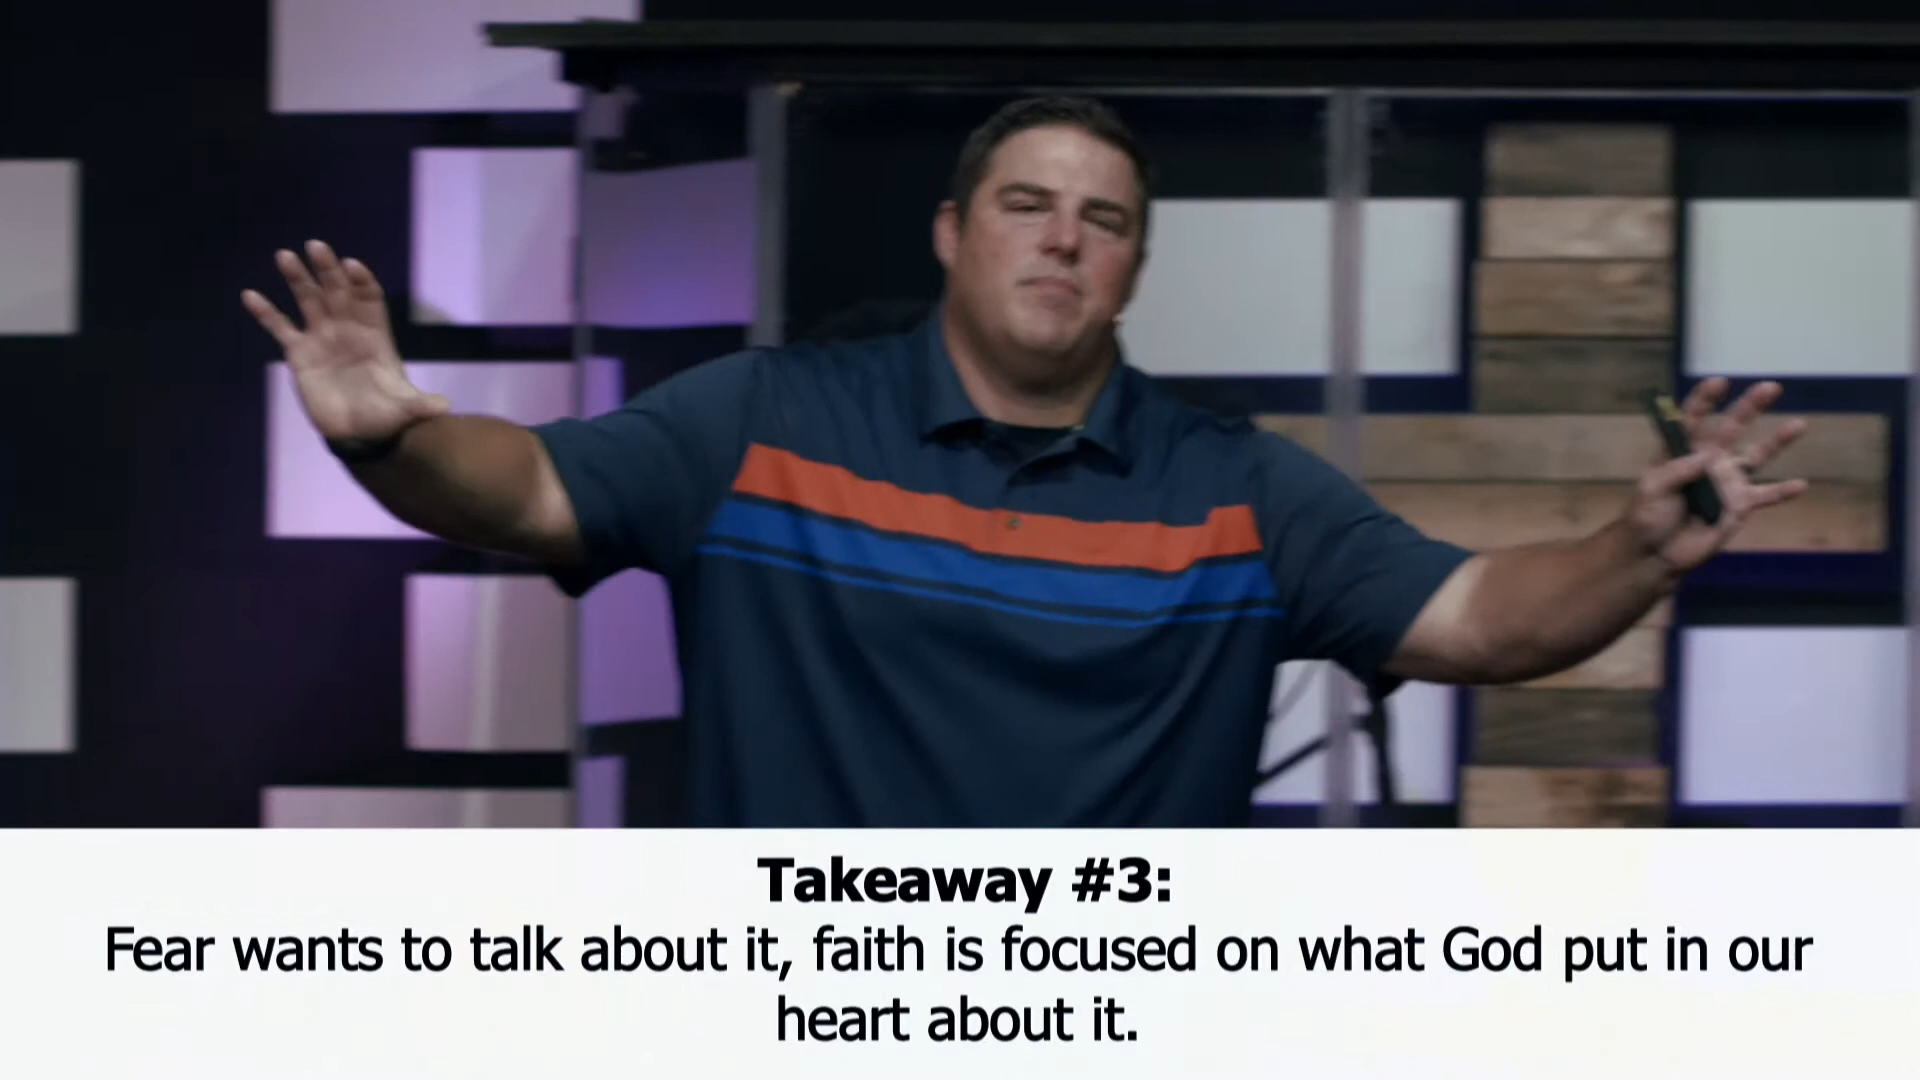 Takeaway #3:
Fear wants to talk about it, faith is focused on what God put in our
heart about it.